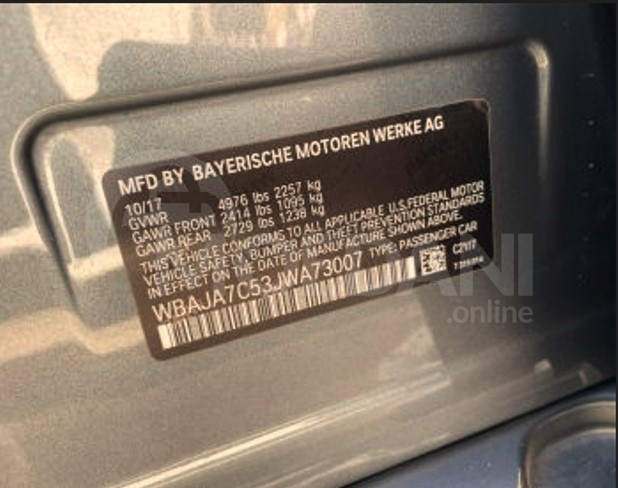 MFD BY BAYERISCHE MOTOREN WERKE AG
10/17
GVWR 4976 lbs 2257 kg
GAWR FRONT 2414 lbs 1095 kg
GAWR REAR 2729 lbs 1238 kg
THIS VEHICLE CONFORMS TO ALL APPLICABLE U.S.FEDERAL MOTOR
VEHICLE SAFETY, BUMPER AND THEFT PREVENTION STANDARDS
IN EFFECT ON THE DATE OF MANUFACTURE SHOWN ABOVE.
WBAJA7C53JWA73007 TYPE: PASSENGER CAR
C2Y17
.online